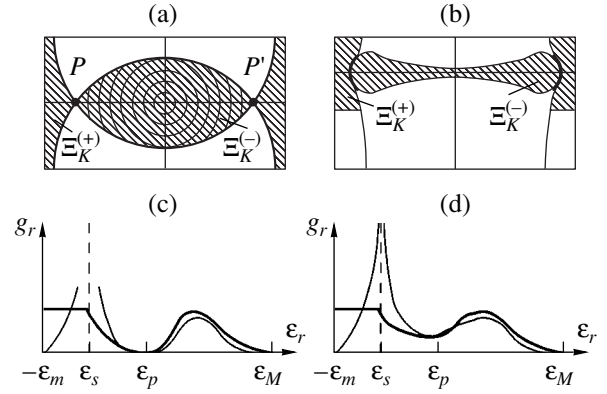 (a) (b)
P P'
Ξ_K^(+) Ξ_K^(−) Ξ_K^(+) Ξ_K^(−)
(c) (d)
g_r g_r
ε_r ε_r
−ε_m ε_s ε_p ε_M −ε_m ε_s ε_p ε_M